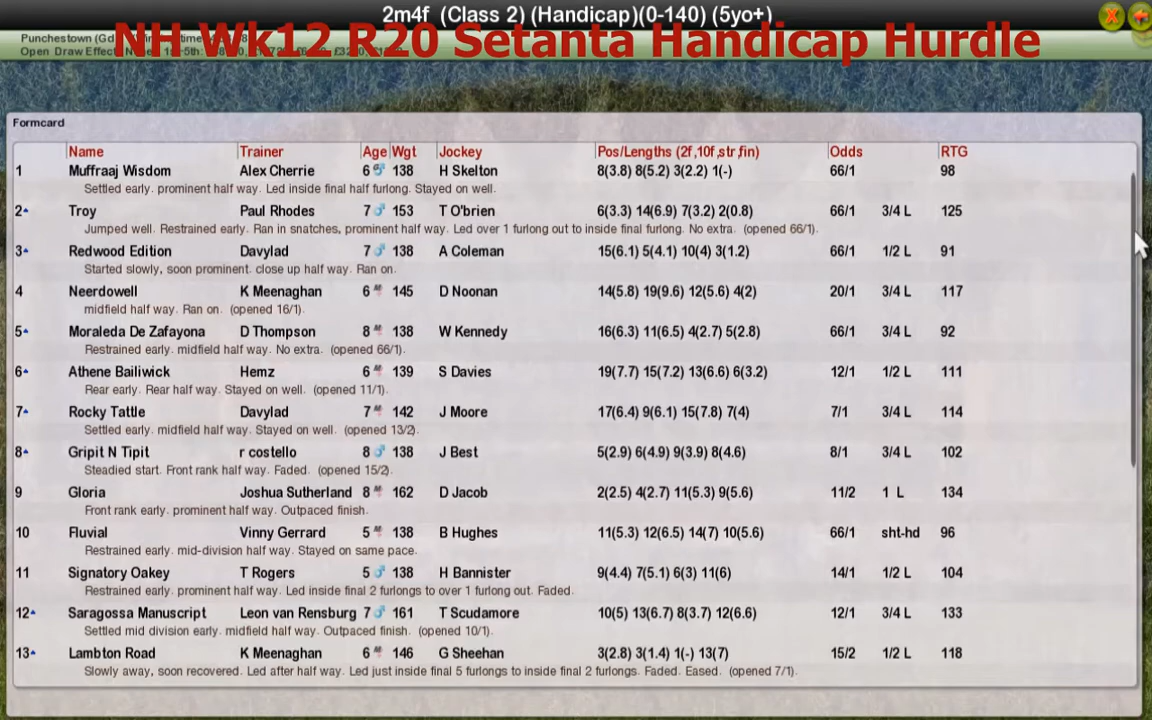 2m4f (Class 2) (Handicap)(0-140) (5yo+)
NH Wk12 R20 Setanta Handicap Hurdle
Punchestown (Gd
Open Draw Effect
Formcard
Name Trainer Age Wgt Jockey Pos/Lengths (2f,10f,str,fin) Odds RTG
1 Muffraaj Wisdom Alex Cherrie 6 138 H Skelton 8(3.8) 8(5.2) 3(2.2) 1(-) 66/1 98
Settled early. prominent half way. Led inside final half furlong. Stayed on well.
2 Troy Paul Rhodes 7 153 T O'brien 6(3.3) 14(6.9) 7(3.2) 2(0.8) 66/1 3/4 L 125
Jumped well. Restrained early. Ran in snatches, prominent half way. Led over 1 furlong out to inside final furlong. No extra. (opened 66/1).
3 Redwood Edition Davylad 7 138 A Coleman 15(6.1) 5(4.1) 10(4) 3(1.2) 66/1 1/2 L 91
Started slowly, soon prominent. close up half way. Ran on.
4 Neerdowell K Meenaghan 6 145 D Noonan 14(5.8) 19(9.6) 12(5.6) 4(2) 20/1 3/4 L 117
midfield half way. Ran on. (opened 16/1).
5 Moraleda De Zafayona D Thompson 8 138 W Kennedy 16(6.3) 11(6.5) 4(2.7) 5(2.8) 66/1 3/4 L 92
Restrained early. midfield half way. No extra. (opened 66/1).
6 Athene Bailiwick Hemz 6 139 S Davies 19(7.7) 15(7.2) 13(6.6) 6(3.2) 12/1 1/2 L 111
Rear early. Rear half way. Stayed on well. (opened 11/1).
7 Rocky Tattle Davylad 7 142 J Moore 17(6.4) 9(6.1) 15(7.8) 7(4) 7/1 3/4 L 114
Settled early. midfield half way. Stayed on well. (opened 13/2).
8 Gripit N Tipit r costello 8 138 J Best 5(2.9) 6(4.9) 9(3.9) 8(4.6) 8/1 3/4 L 102
Steadied start. Front rank half way. Faded. (opened 15/2).
9 Gloria Joshua Sutherland 8 162 D Jacob 2(2.5) 4(2.7) 11(5.3) 9(5.6) 11/2 1 L 134
Front rank early. prominent half way. Outpaced finish.
10 Fluvial Vinny Gerrard 5 138 B Hughes 11(5.3) 12(6.5) 14(7) 10(5.6) 66/1 sht-hd 96
Restrained early. mid-division half way. Stayed on same pace.
11 Signatory Oakey T Rogers 5 138 H Bannister 9(4.4) 7(5.1) 6(3) 11(6) 14/1 1/2 L 104
Restrained early. prominent half way. Led inside final 2 furlongs to over 1 furlong out. Faded.
12 Saragossa Manuscript Leon van Rensburg 7 161 T Scudamore 10(5) 13(6.7) 8(3.7) 12(6.6) 12/1 3/4 L 133
Settled mid division early. midfield half way. Outpaced finish. (opened 10/1).
13 Lambton Road K Meenaghan 6 146 G Sheehan 3(2.8) 3(1.4) 1(-) 13(7) 15/2 1/2 L 118
Slowly away, soon recovered. Led after half way. Led just inside final 5 furlongs to inside final 2 furlongs. Faded. Eased. (opened 7/1).